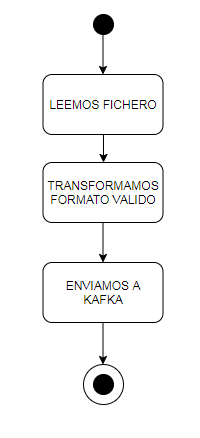 LEEMOS FICHERO
TRANSFORMAMOS
FORMATO VALIDO
ENVIAMOS A
KAFKA